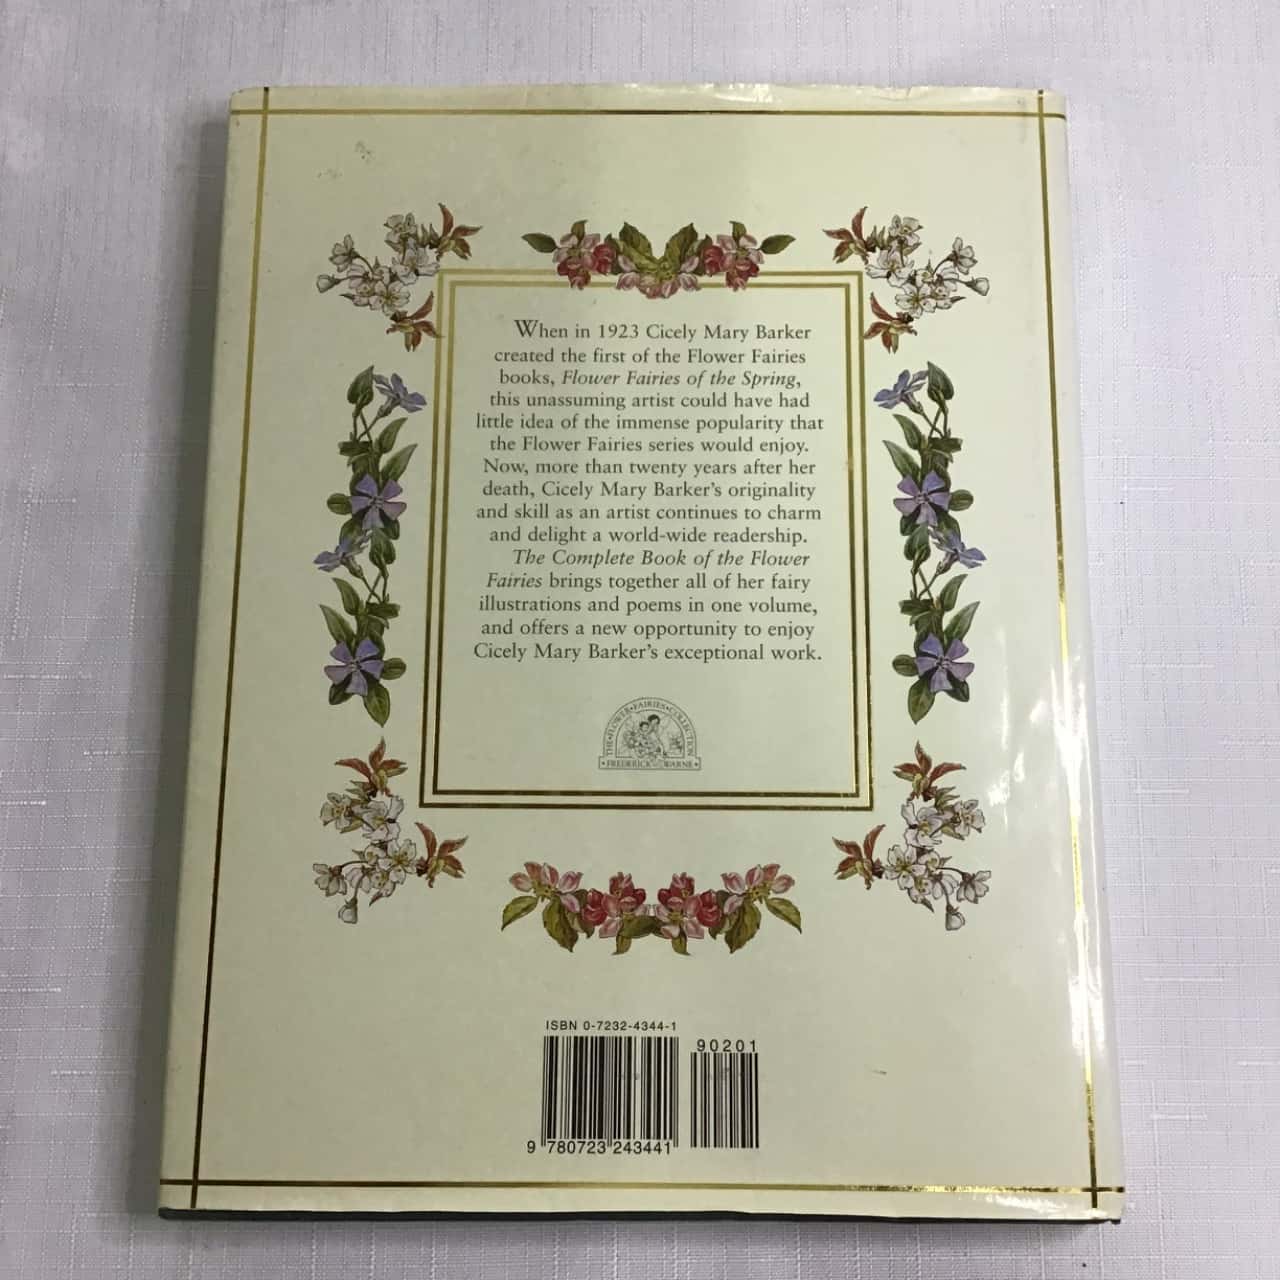 When in 1923 Cicely Mary Barker
created the first of the Flower Fairies
books, Flower Fairies of the Spring,
this unassuming artist could have had
little idea of the immense popularity that
the Flower Fairies series would enjoy.
Now, more than twenty years after her
death, Cicely Mary Barker's originality
and skill as an artist continues to charm
and delight a world-wide readership.
The Complete Book of the Flower
Fairies brings together all of her fairy
illustrations and poems in one volume,
and offers a new opportunity to enjoy
Cicely Mary Barker's exceptional work.
THE•FLOWER•FAIRIES•COLLECTION
•FREDERICK WARNE•
ISBN 0-7232-4344-1
90201
9 780723 243441